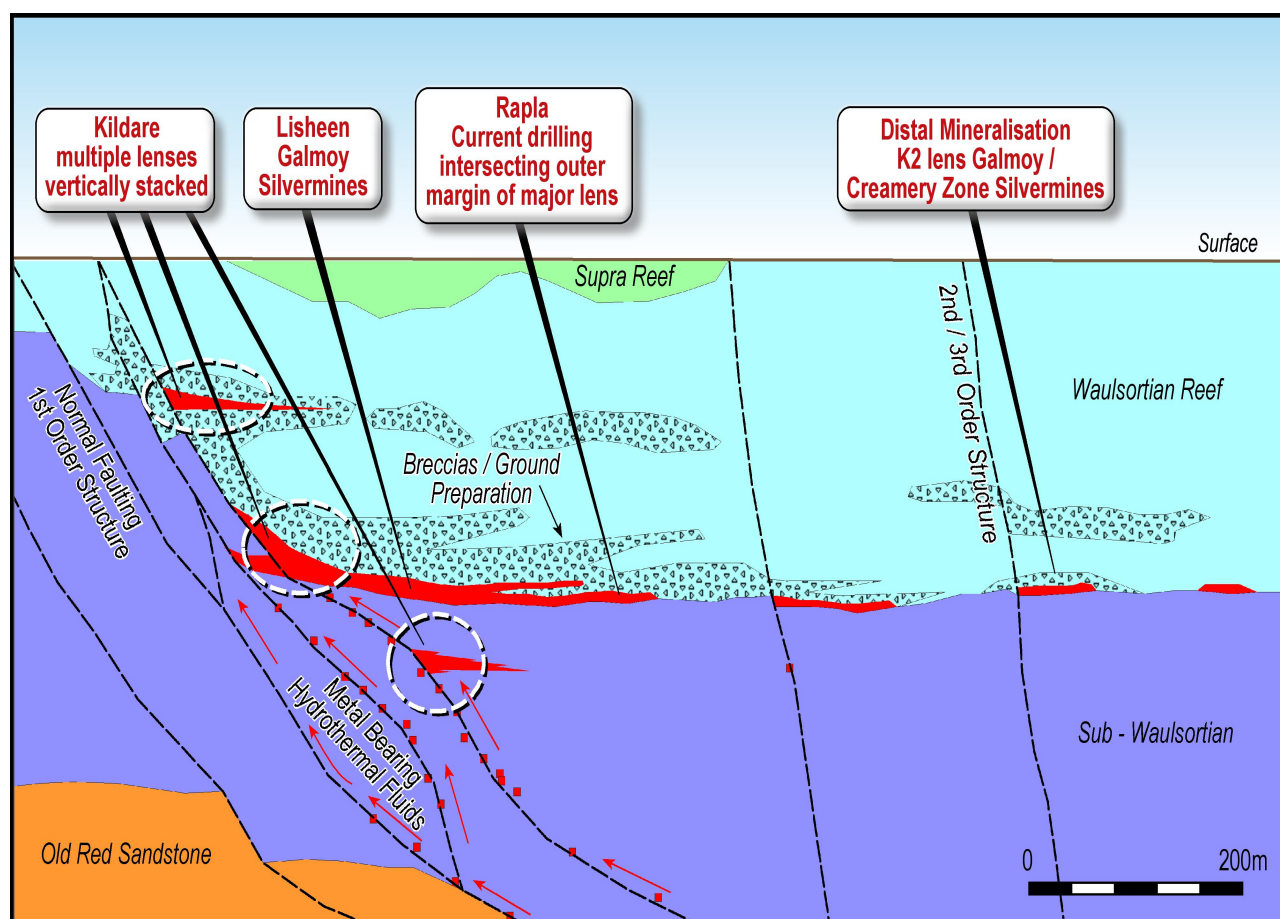 Kildare
multiple lenses
vertically stacked
Lisheen
Galmoy
Silvermines
Rapla
Current drilling
intersecting outer
margin of major lens
Distal Mineralisation
K2 lens Galmoy /
Creamery Zone Silvermines
Surface
Supra Reef
2nd / 3rd Order Structure
Waulsortian Reef
Normal Faulting
1st Order Structure
Breccias / Ground
Preparation
Metal Bearing
Hydrothermal Fluids
Sub - Waulsortian
Old Red Sandstone
0 200m